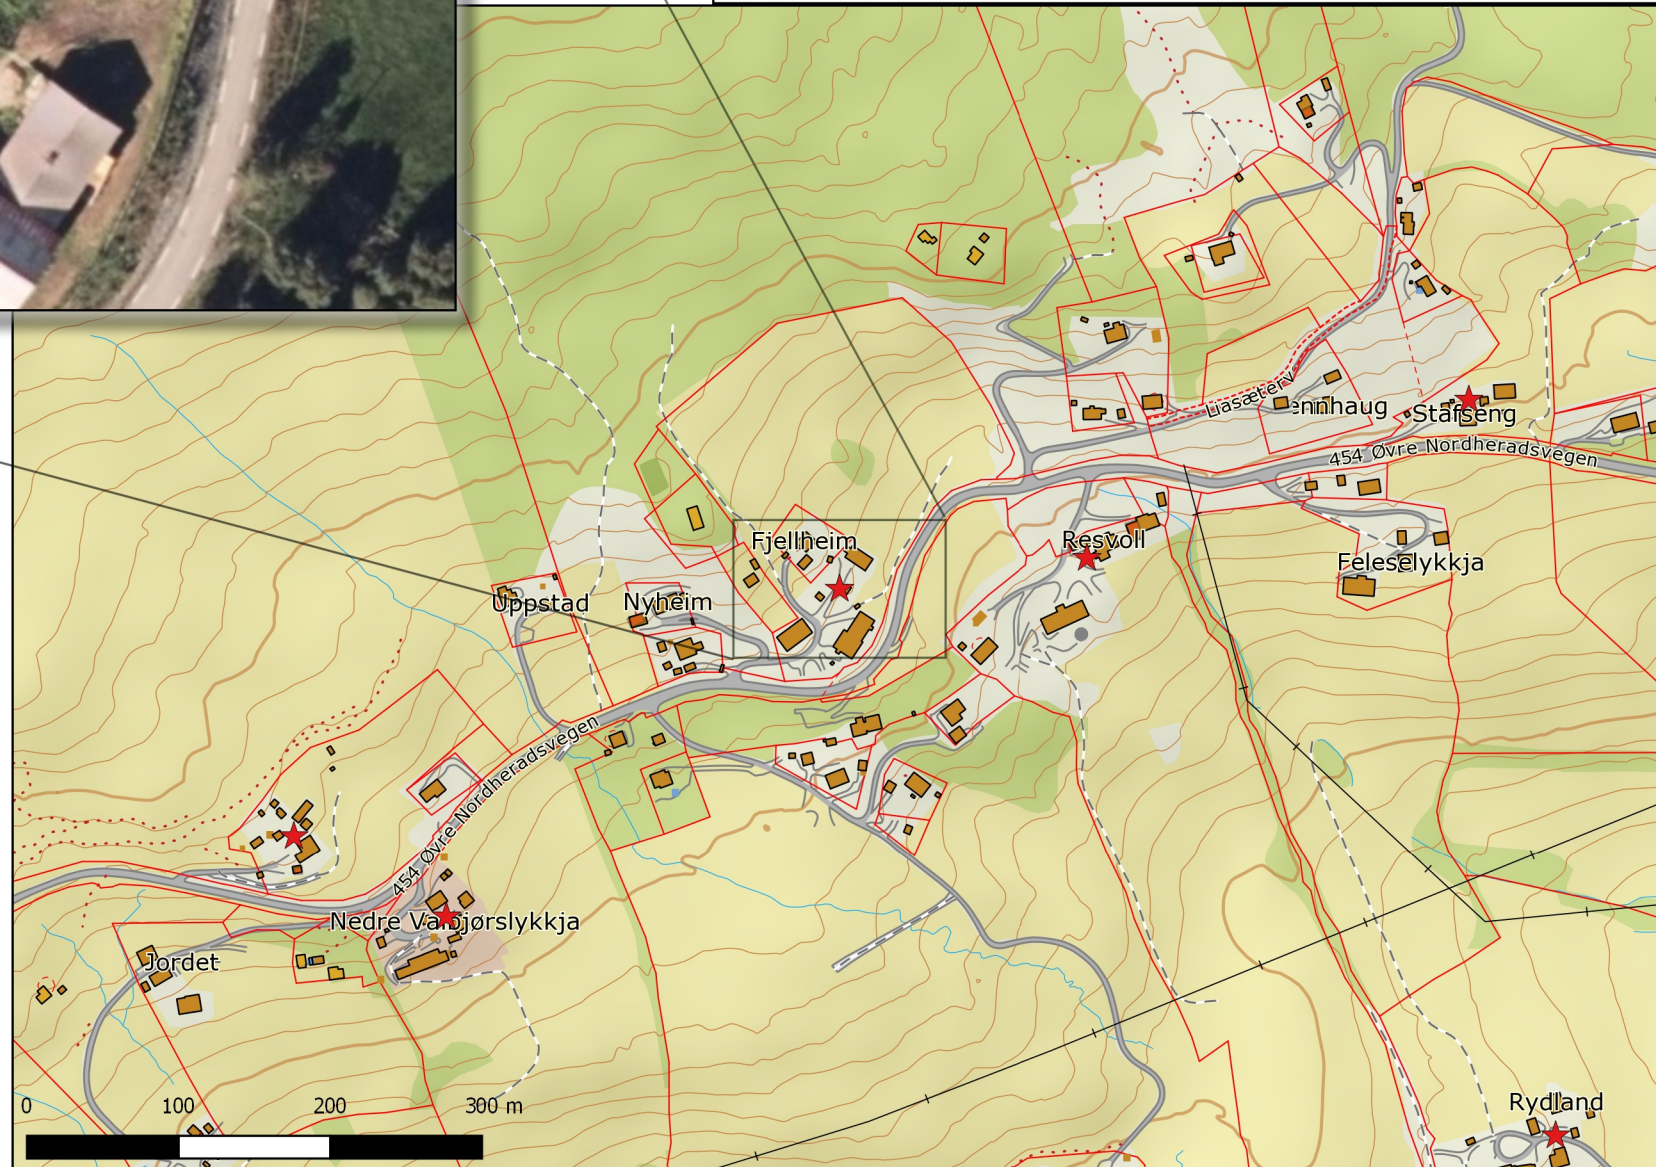 Liasæterv
ennhaug
Stafseng
454 Øvre Nordheradsvegen
Fjellheim
Resvoll
Feleselykkja
Uppstad
Nyheim
454 Øvre Nordheradsvegen
Nedre Valbjørslykkja
Jordet
0 100 200 300 m
Rydland